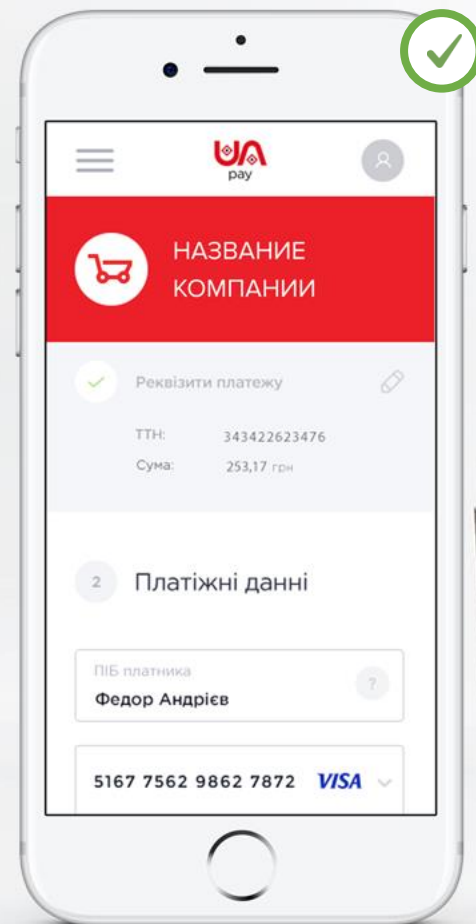 UA
pay
НАЗВАНИЕ
КОМПАНИИ
Реквізити платежу
ТТН: 343422623476
Сума: 253,17 грн
2 Платіжні данні
ПІБ платника
?
Федор Андрієв
5167 7562 9862 7872 VISA